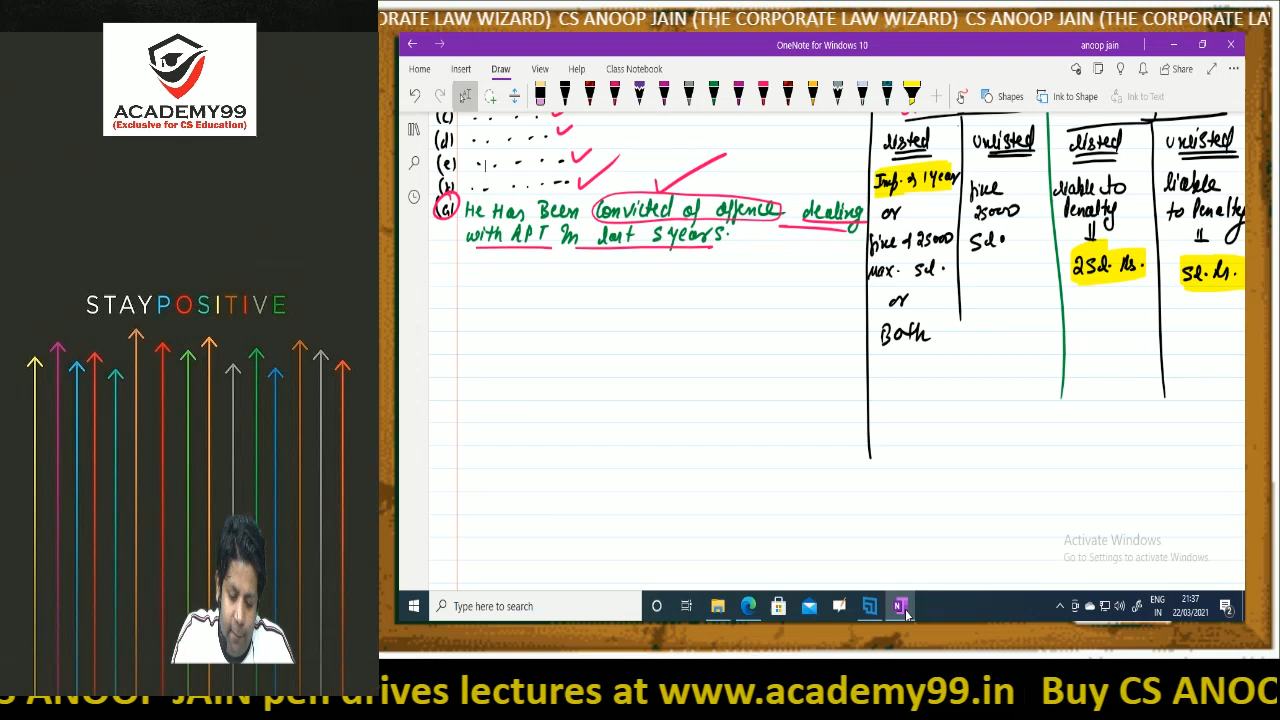 ORATE LAW WIZARD) CS ANOOP JAIN (THE CORPORATE LAW WIZARD) CS ANOOP JAIN (THE CORPORATE LA
ACADEMY99
(Exclusive for CS Education)
STAYPOSITIVE
OneNote for Windows 10
anoop jain
Home Insert Draw View Help Class Notebook
Share
Shapes Ink to Shape Ink to Text
(c)
(d)
(e)
(g) He Has Been Convicted of offence dealing
with RPT In last 5 years.
Listed Unlisted Listed Unlisted
Imp. of 1 year
or
fine of 25000
max. 5l.
or
Both
fine
25000
5l.
liable to
Penalty
=
25l. Rs.
liable
to Penalty
=
5l. Rs.
Activate Windows
Go to Settings to activate Windows.
Type here to search
ENG
IN
21:37
22/03/2021
2
S ANOOP JAIN pen drives lectures at www.academy99.in Buy CS ANOO